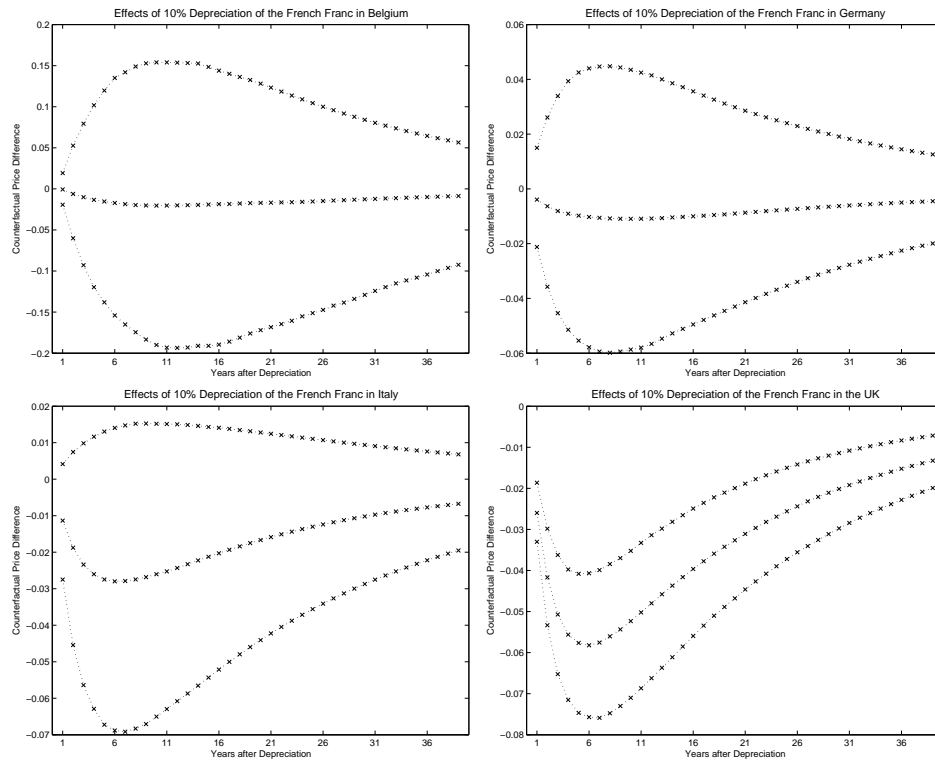 Effects of 10% Depreciation of the French Franc in Belgium
0.2
0.15
0.1
0.05
0
−0.05
−0.1
−0.15
−0.2
Counterfactual Price Difference
1 6 11 16 21 26 31 36
Years after Depreciation
Effects of 10% Depreciation of the French Franc in Germany
0.06
0.04
0.02
0
−0.02
−0.04
−0.06
Counterfactual Price Difference
1 6 11 16 21 26 31 36
Years after Depreciation
Effects of 10% Depreciation of the French Franc in Italy
0.02
0.01
0
−0.01
−0.02
−0.03
−0.04
−0.05
−0.06
−0.07
Counterfactual Price Difference
1 6 11 16 21 26 31 36
Years after Depreciation
Effects of 10% Depreciation of the French Franc in the UK
0
−0.01
−0.02
−0.03
−0.04
−0.05
−0.06
−0.07
−0.08
Counterfactual Price Difference
1 6 11 16 21 26 31 36
Years after Depreciation